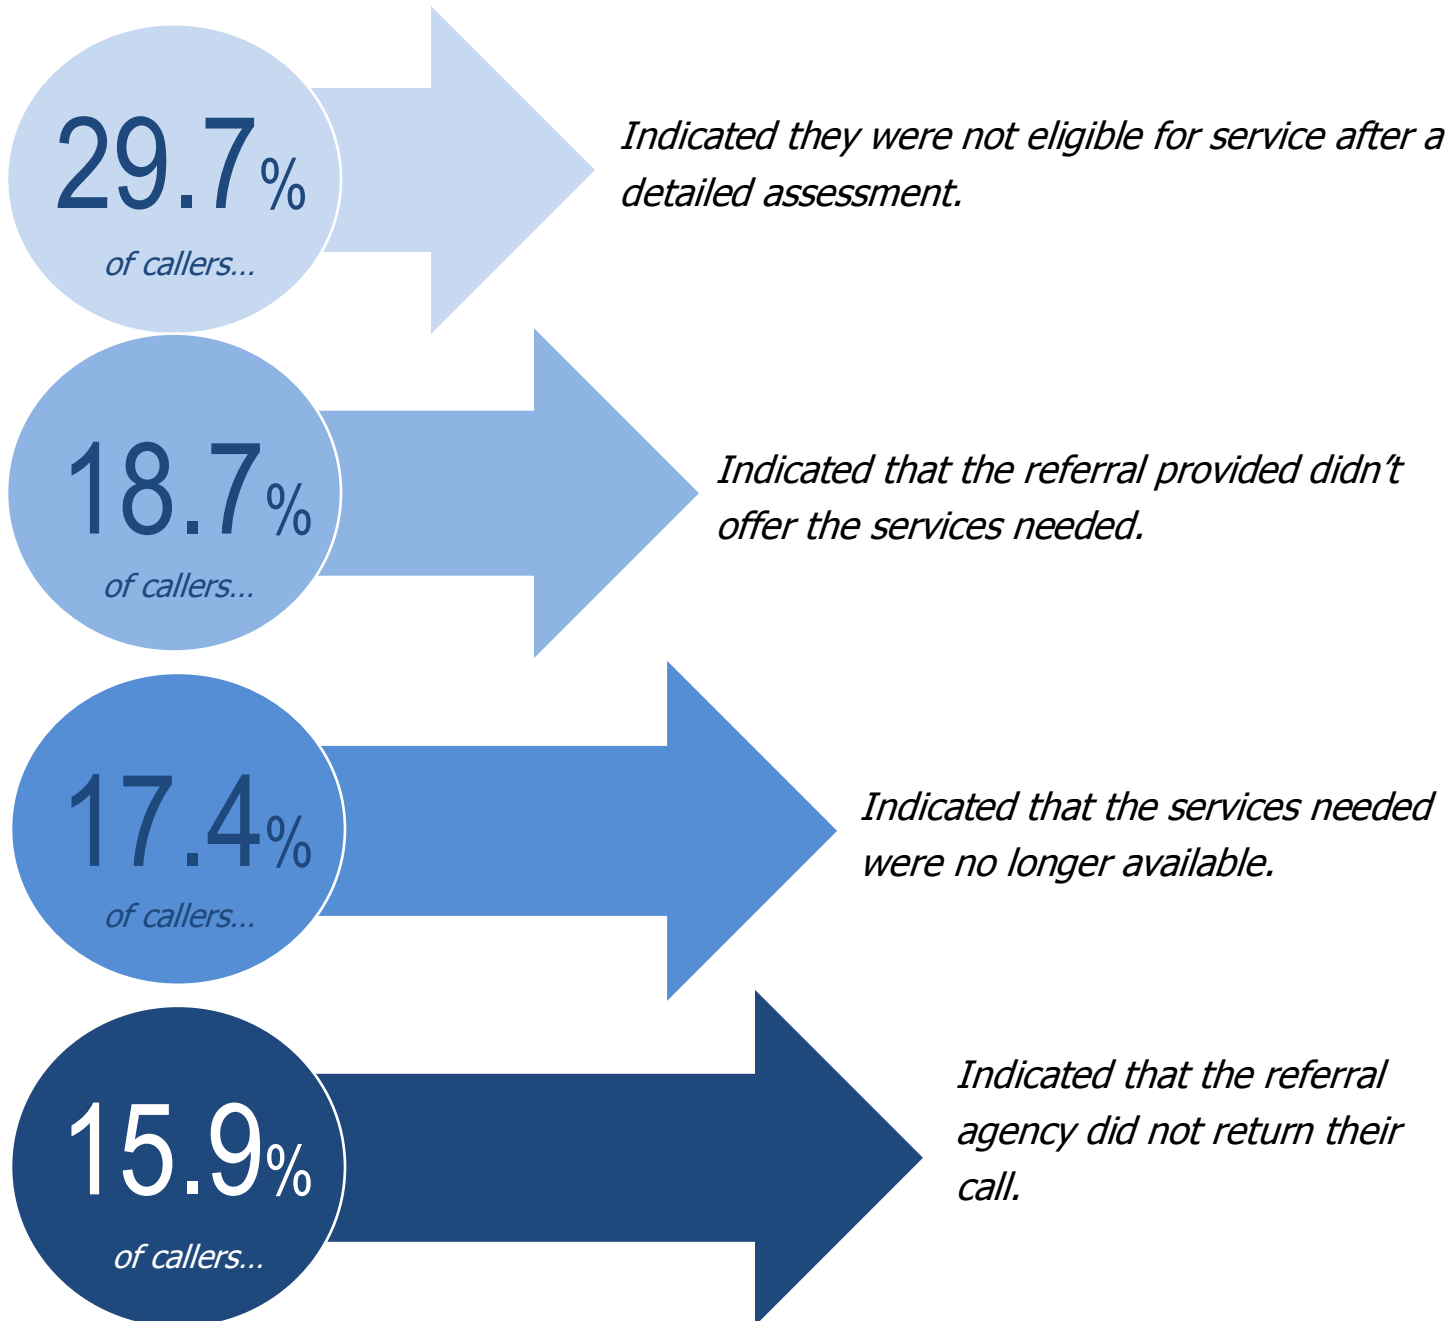 29.7%
of callers...
Indicated they were not eligible for service after a
detailed assessment.
18.7%
of callers...
Indicated that the referral provided didn’t
offer the services needed.
17.4%
of callers...
Indicated that the services needed
were no longer available.
15.9%
of callers...
Indicated that the referral
agency did not return their
call.